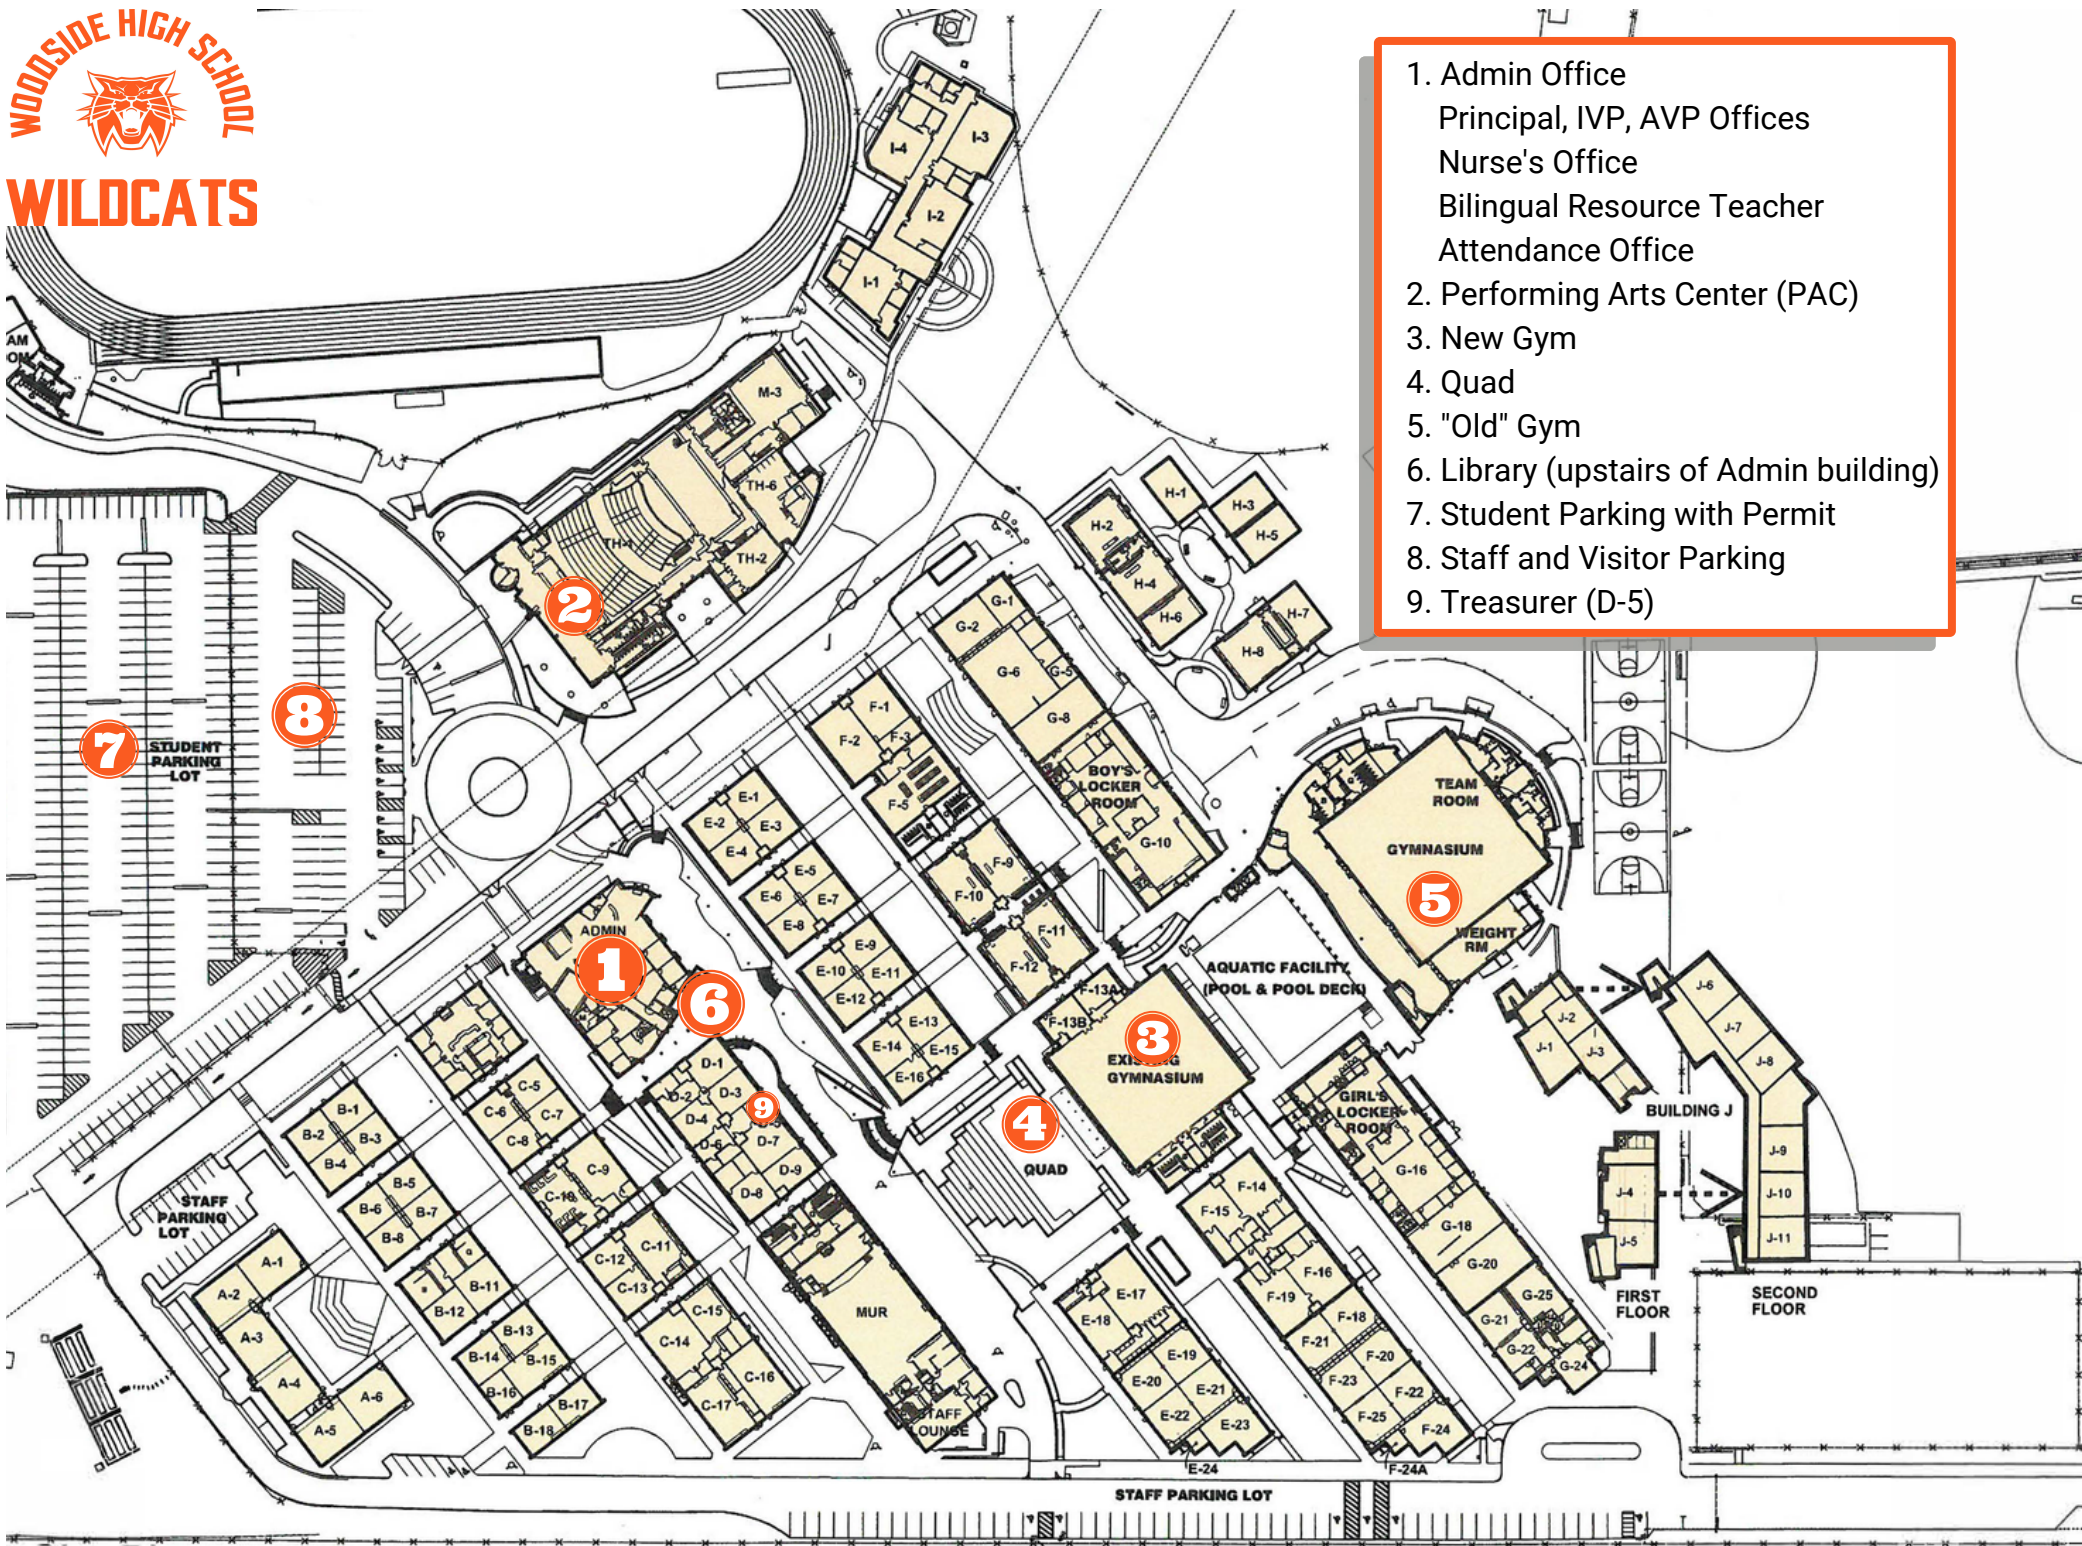 WOODSIDE HIGH SCHOOL
WILDCATS
1. Admin Office
Principal, IVP, AVP Offices
Nurse's Office
Bilingual Resource Teacher
Attendance Office
2. Performing Arts Center (PAC)
3. New Gym
4. Quad
5. "Old" Gym
6. Library (upstairs of Admin building)
7. Student Parking with Permit
8. Staff and Visitor Parking
9. Treasurer (D-5)
I-3
I-4
I-2
I-1
AM
OM
M-3
TH-6
TH-1
TH-2
2
H-1
H-2
H-3
H-5
H-4
H-6
H-7
H-8
G-1
G-2
G-6
G-5
G-8
BOY'S
LOCKER
ROOM
G-10
J
F-1
F-2
F-3
F-5
F-9
F-10
F-11
F-12
F-13A
F-13B
8
7
STUDENT
PARKING
LOT
E-1
E-2
E-3
E-4
E-5
E-6
E-7
E-8
E-9
E-10
E-11
E-12
E-13
E-14
E-15
E-16
TEAM
ROOM
GYMNASIUM
5
WEIGHT
RM
AQUATIC FACILITY
(POOL & POOL DECK)
ADMIN
1
6
3
EXISTING
GYMNASIUM
4
QUAD
D-1
D-2
D-3
9
D-4
D-5
D-6
D-7
D-8
D-9
C-5
C-6
C-7
C-8
C-9
C-10
C-11
C-12
C-13
C-14
C-15
C-16
C-17
B-1
B-2
B-3
B-4
B-5
B-6
B-7
B-8
B-11
B-12
B-13
B-14
B-15
B-16
B-17
B-18
STAFF
PARKING
LOT
A-1
A-2
A-3
A-4
A-5
A-6
MUR
STAFF
LOUNGE
GIRL'S
LOCKER
ROOM
G-16
G-18
G-20
G-21
G-22
G-24
G-25
F-14
F-15
F-16
F-18
F-19
F-20
F-21
F-22
F-23
F-24
F-25
F-24A
E-17
E-18
E-19
E-20
E-21
E-22
E-23
E-24
J-1
J-2
J-3
J-4
J-5
J-6
J-7
J-8
J-9
J-10
J-11
BUILDING J
FIRST
FLOOR
SECOND
FLOOR
STAFF PARKING LOT